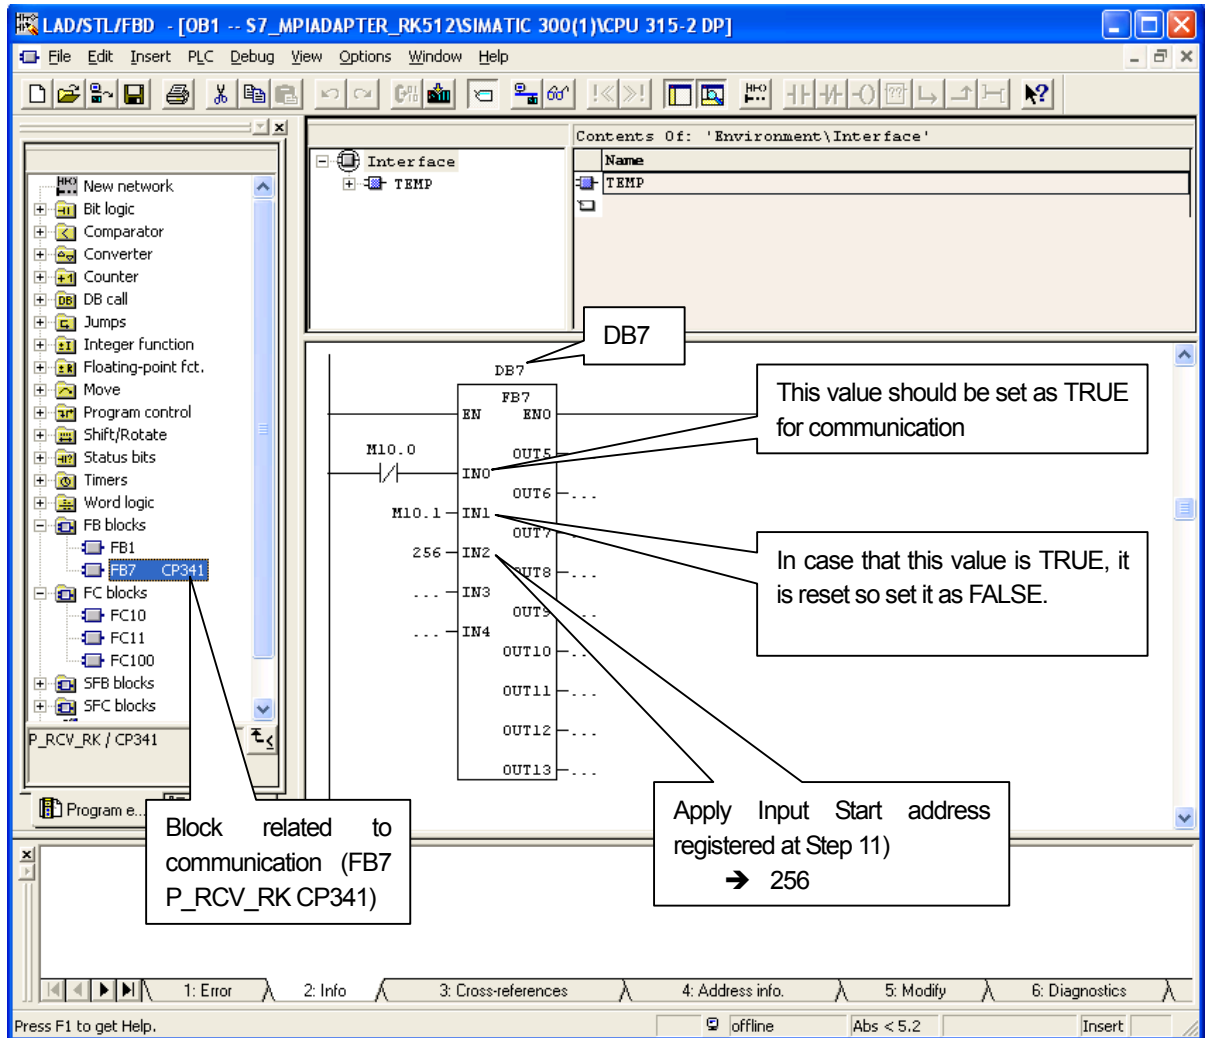 LAD/STL/FBD - [OB1 -- S7_MPIADAPTER_RK512\SIMATIC 300(1)\CPU 315-2 DP]
File Edit Insert PLC Debug View Options Window Help
Contents Of: 'Environment\Interface'
Interface
TEMP
Name
TEMP
New network
Bit logic
Comparator
Converter
Counter
DB call
Jumps
Integer function
Floating-point fct.
Move
Program control
Shift/Rotate
Status bits
Timers
Word logic
FB blocks
FB1
FB7 CP341
FC blocks
FC10
FC11
FC100
SFB blocks
SFC blocks
P_RCV_RK / CP341
Program e...
DB7
DB7
FB7
EN ENO
M10.0
OUT5
IN0
OUT6 ...
M10.1 IN1
OUT7
256 IN2
OUT8 ...
... IN3
OUT9
... IN4
OUT10 ...
OUT11 ...
OUT12 ...
OUT13 ...
This value should be set as TRUE
for communication
In case that this value is TRUE, it
is reset so set it as FALSE.
Apply Input Start address
registered at Step 11)
➔ 256
Block related to
communication (FB7
P_RCV_RK CP341)
1: Error 2: Info 3: Cross-references 4: Address info. 5: Modify 6: Diagnostics
Press F1 to get Help. offline Abs < 5.2 Insert